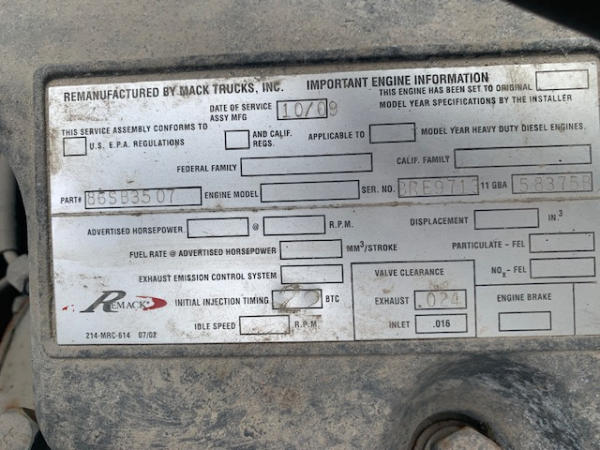 REMANUFACTURED BY MACK TRUCKS, INC. IMPORTANT ENGINE INFORMATION
THIS ENGINE HAS BEEN SET TO ORIGINAL
MODEL YEAR SPECIFICATIONS BY THE INSTALLER
DATE OF SERVICE
ASSY MFG 10/09
THIS SERVICE ASSEMBLY CONFORMS TO
U.S. E.P.A. REGULATIONS
AND CALIF.
REGS.
APPLICABLE TO MODEL YEAR HEAVY DUTY DIESEL ENGINES.
FEDERAL FAMILY CALIF. FAMILY
PART# 86SB3507 ENGINE MODEL SER. NO. 11 GBA
ADVERTISED HORSEPOWER @ R.P.M. DISPLACEMENT IN.³
FUEL RATE @ ADVERTISED HORSEPOWER MM³/STROKE PARTICULATE - FEL
EXHAUST EMISSION CONTROL SYSTEM VALVE CLEARANCE NOx - FEL
REMACK INITIAL INJECTION TIMING BTC EXHAUST .024 ENGINE BRAKE
214-MRC-614 07/02 IDLE SPEED R.P.M. INLET .016